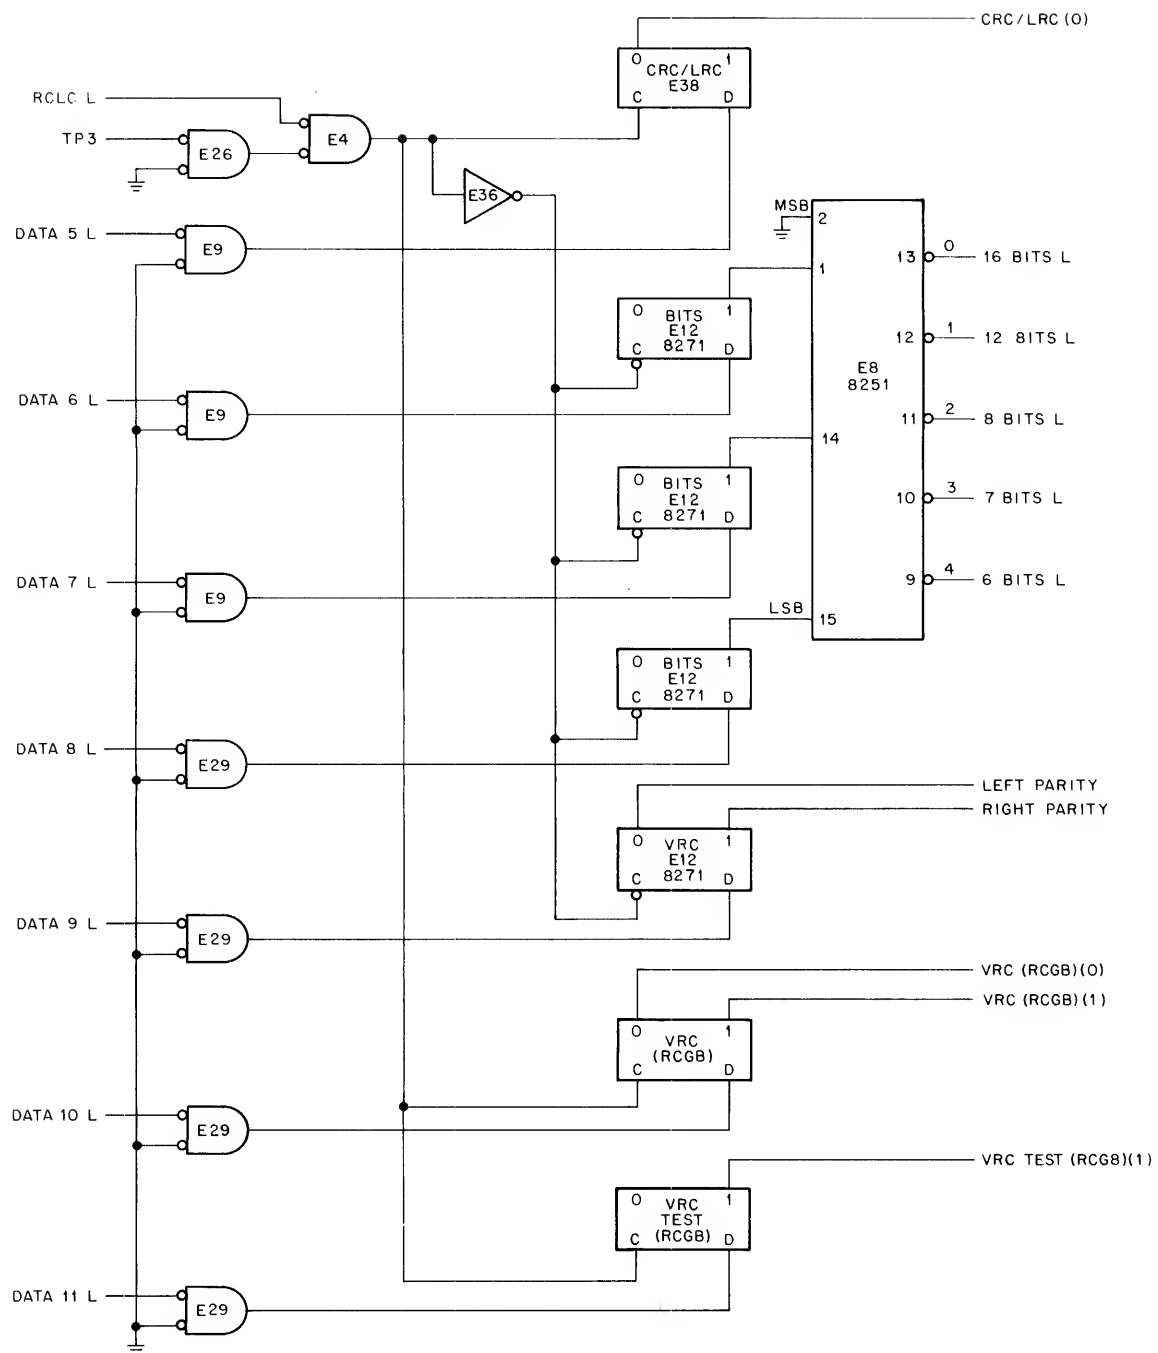 CRC/LRC (0)
0 1
CRC/LRC
E38
C D
RCLC L
TP3
E26
E4
E36
DATA 5 L
E9
MSB
2
1
13
0
16 BITS L
0 1
BITS
E12
8271
C D
12
1
12 BITS L
E8
8251
DATA 6 L
E9
11
2
8 BITS L
14
0 1
BITS
E12
8271
C D
10
3
7 BITS L
DATA 7 L
E9
9
4
6 BITS L
LSB
15
0 1
BITS
E12
8271
C D
DATA 8 L
E29
LEFT PARITY
RIGHT PARITY
0 1
VRC
E12
8271
C D
DATA 9 L
E29
VRC (RCGB)(0)
VRC (RCGB)(1)
0 1
VRC
(RCGB)
C D
DATA 10 L
E29
VRC TEST (RCGB)(1)
0 1
VRC
TEST
(RCGB)
C D
DATA 11 L
E29